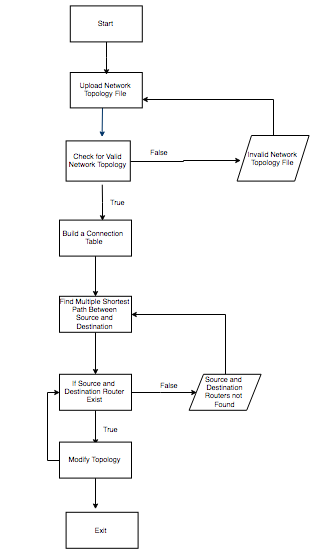 Start
Upload Network
Topology File
Check for Valid
Network Topology
False
Invalid Network
Topology File
True
Build a Connection
Table
Find Multiple Shortest
Path Between
Source and
Destination
If Source and
Destination Router
Exist
False
Source and
Destination
Routers not
Found
True
Modify Topology
Exit